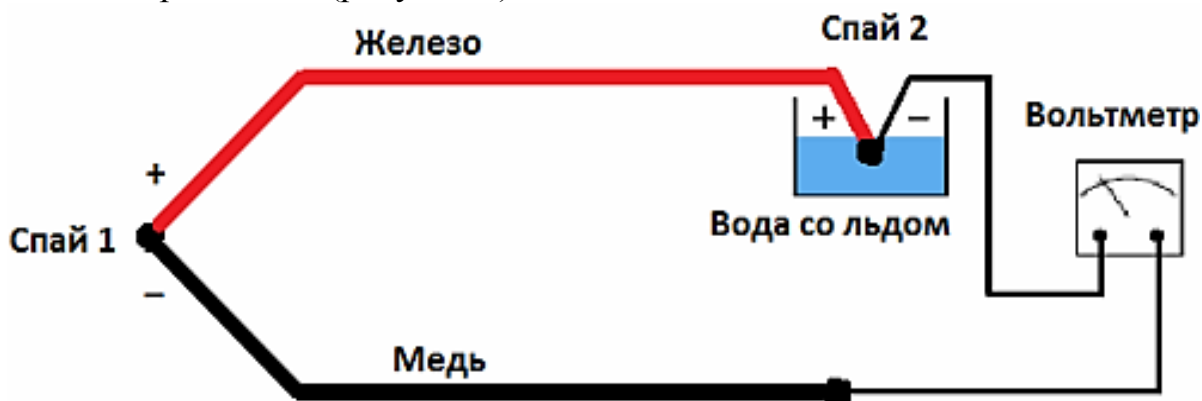 Железо
Спай 2
+ −
Вольтметр
+
Спай 1
Вода со льдом
−
Медь